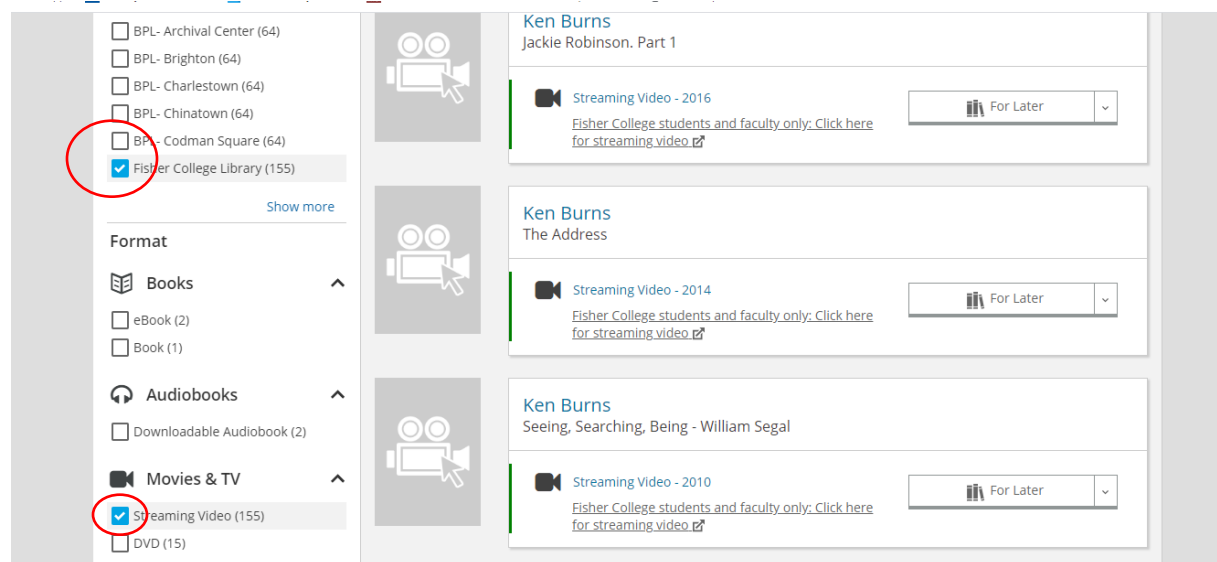 BPL- Archival Center (64)
BPL- Brighton (64)
BPL- Charlestown (64)
BPL- Chinatown (64)
BPL- Codman Square (64)
Fisher College Library (155)
Show more
Format
Books
eBook (2)
Book (1)
Audiobooks
Downloadable Audiobook (2)
Movies & TV
Streaming Video (155)
DVD (15)
Ken Burns
Jackie Robinson. Part 1
Streaming Video - 2016
Fisher College students and faculty only: Click here
for streaming video
For Later
Ken Burns
The Address
Streaming Video - 2014
Fisher College students and faculty only: Click here
for streaming video
For Later
Ken Burns
Seeing, Searching, Being - William Segal
Streaming Video - 2010
Fisher College students and faculty only: Click here
for streaming video
For Later